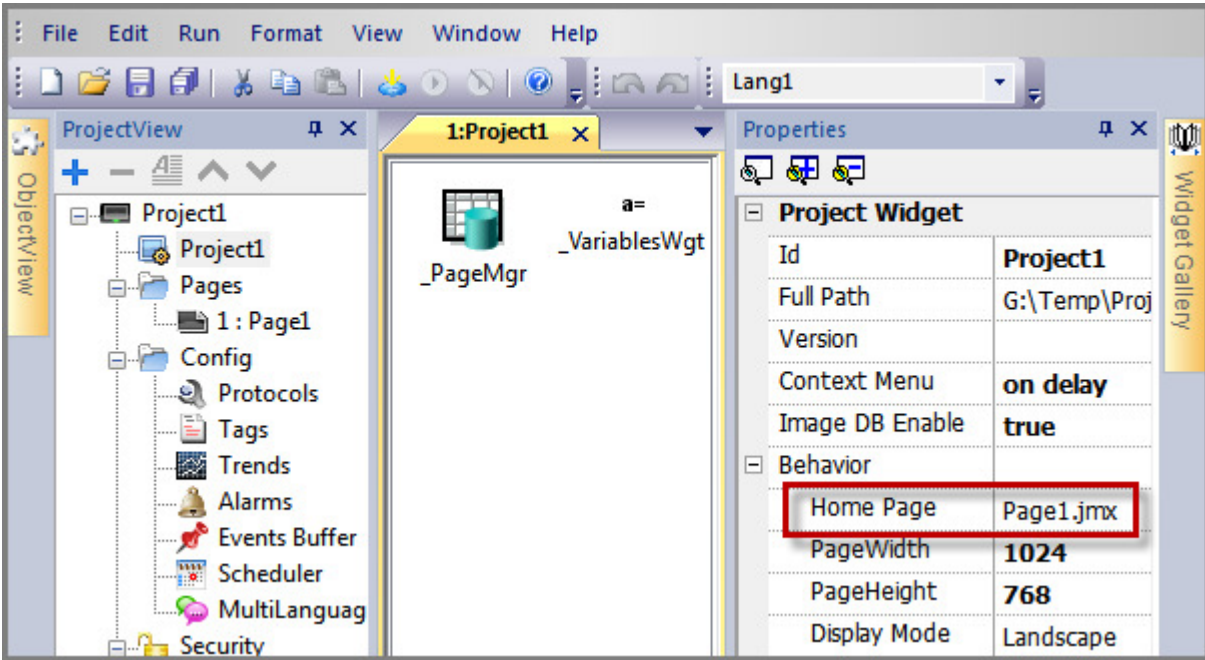 File Edit Run Format View Window Help
Lang1
ObjectView
ProjectView
Project1
Project1
Pages
1 : Page1
Config
Protocols
Tags
Trends
Alarms
Events Buffer
Scheduler
MultiLanguag
Security
1:Project1
_PageMgr
a=
_VariablesWgt
Properties
Project Widget
Id Project1
Full Path G:\Temp\Proj
Version
Context Menu on delay
Image DB Enable true
Behavior
Home Page Page1.jmx
PageWidth 1024
PageHeight 768
Display Mode Landscape
Widget Gallery